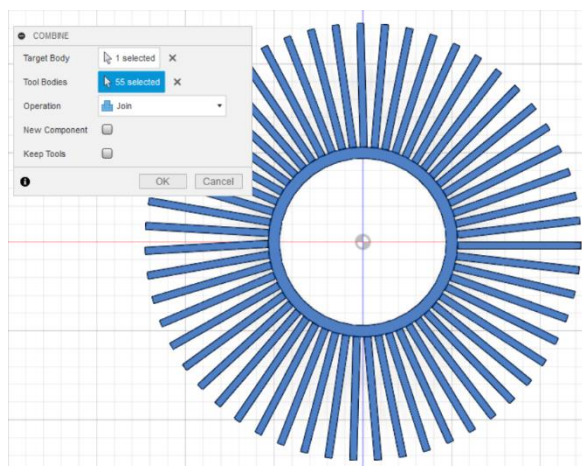 COMBINE
Target Body 1 selected
Tool Bodies 55 selected
Operation Join
New Component
Keep Tools
OK Cancel